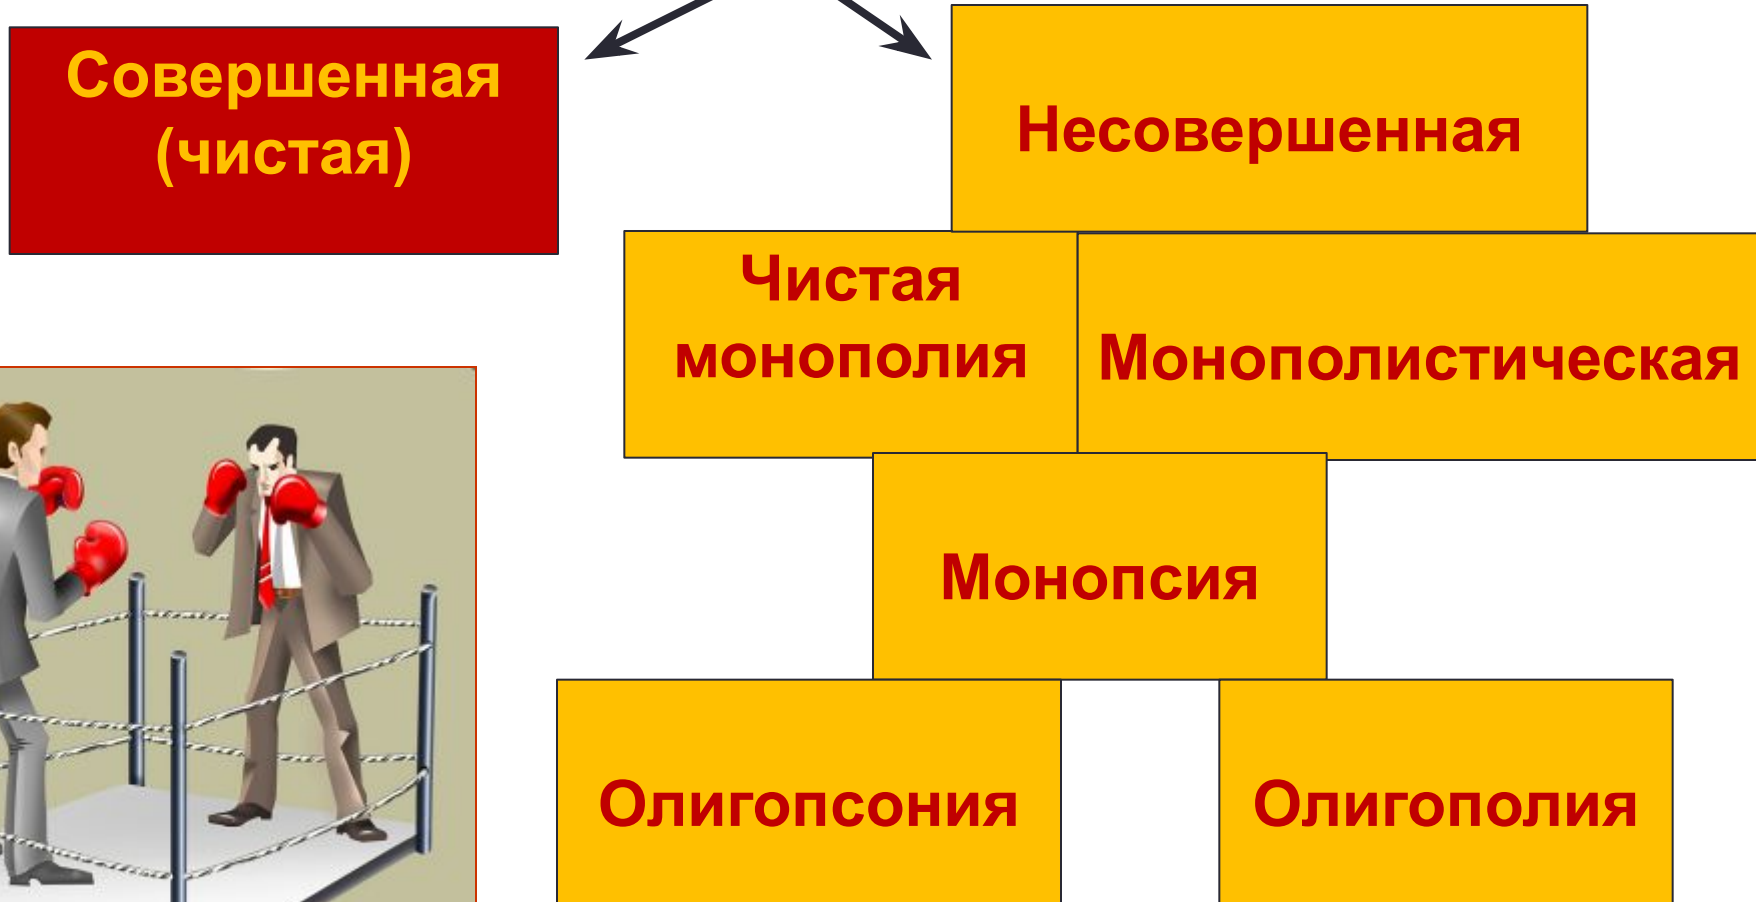 Совершенная
(чистая)
Несовершенная
Чистая
монополия
Монополистическая
Монопсия
Олигопсония
Олигополия